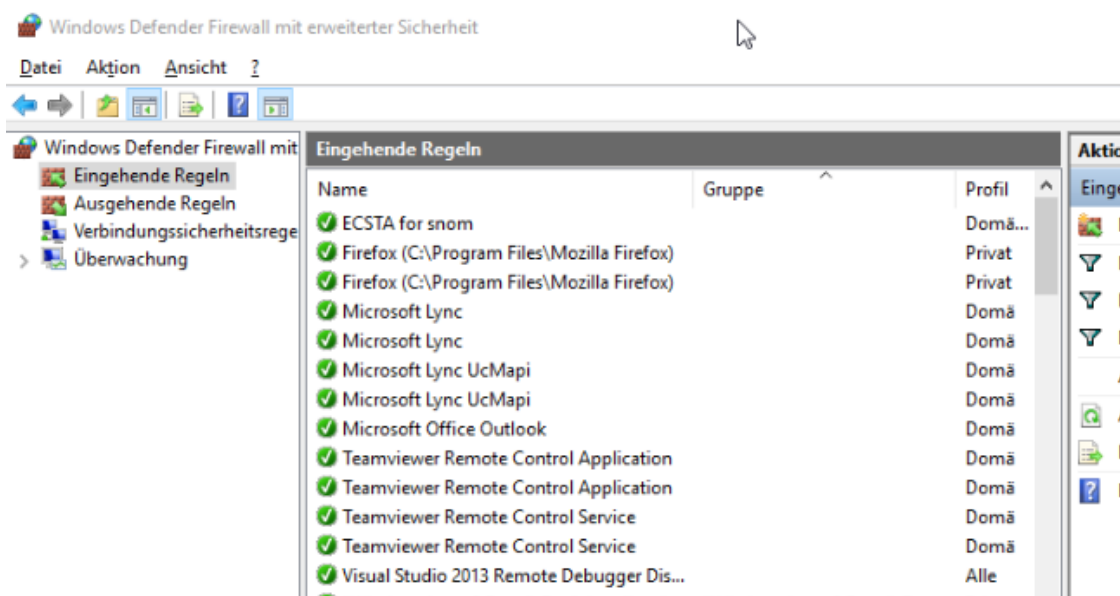 Windows Defender Firewall mit erweiterter Sicherheit
Datei Aktion Ansicht ?
Windows Defender Firewall mit
Eingehende Regeln
Ausgehende Regeln
Verbindungssicherheitsrege
Überwachung
Eingehende Regeln
Name Gruppe Profil
ECSTA for snom Domä...
Firefox (C:\Program Files\Mozilla Firefox) Privat
Firefox (C:\Program Files\Mozilla Firefox) Privat
Microsoft Lync Domä
Microsoft Lync Domä
Microsoft Lync UcMapi Domä
Microsoft Lync UcMapi Domä
Microsoft Office Outlook Domä
Teamviewer Remote Control Application Domä
Teamviewer Remote Control Application Domä
Teamviewer Remote Control Service Domä
Teamviewer Remote Control Service Domä
Visual Studio 2013 Remote Debugger Dis... Alle
Aktio
Einge